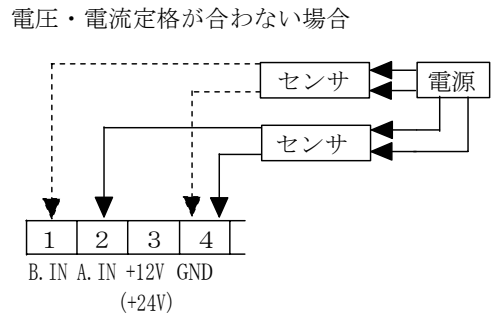 電圧・電流定格が合わない場合
センサ 電源
センサ
1 2 3 4
B.IN A.IN +12V GND
(+24V)